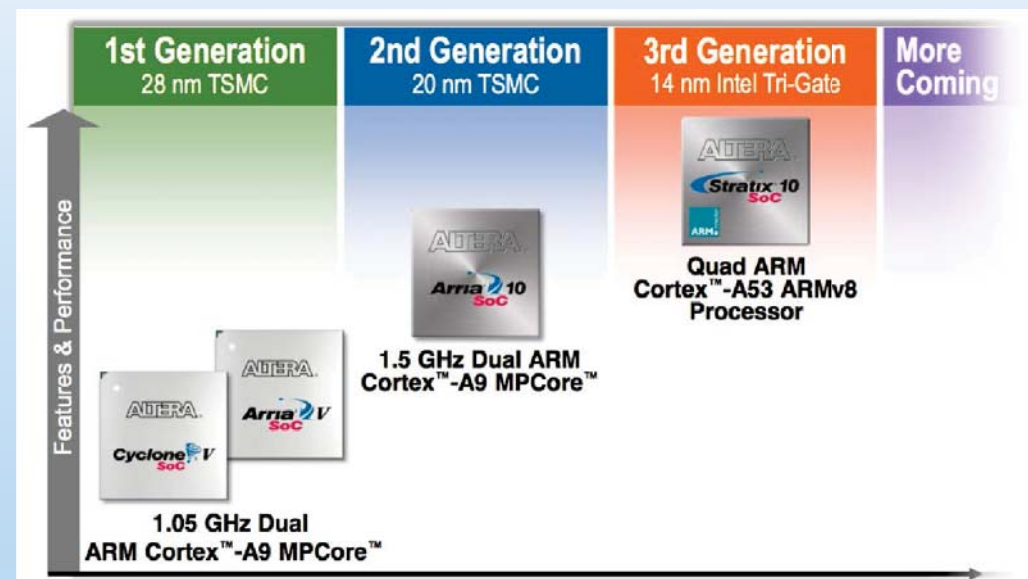 1st Generation
28 nm TSMC
2nd Generation
20 nm TSMC
3rd Generation
14 nm Intel Tri-Gate
More
Coming
Features & Performance
ALTERA
Cyclone V
SoC
ALTERA
Arria V
SoC
1.05 GHz Dual
ARM Cortex™-A9 MPCore™
ALTERA
Arria 10
SoC
1.5 GHz Dual ARM
Cortex™-A9 MPCore™
ALTERA
Stratix 10
SoC
ARM
Quad ARM
Cortex™-A53 ARMv8
Processor